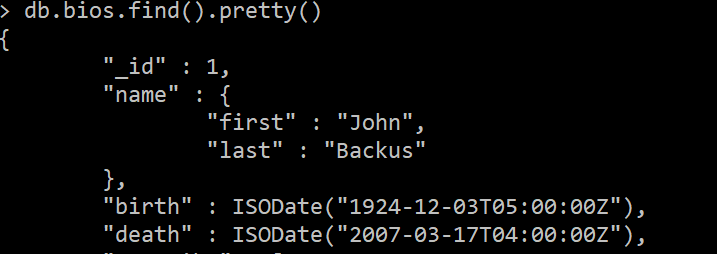 > db.bios.find().pretty()
{
"_id" : 1,
"name" : {
"first" : "John",
"last" : "Backus"
},
"birth" : ISODate("1924-12-03T05:00:00Z"),
"death" : ISODate("2007-03-17T04:00:00Z"),